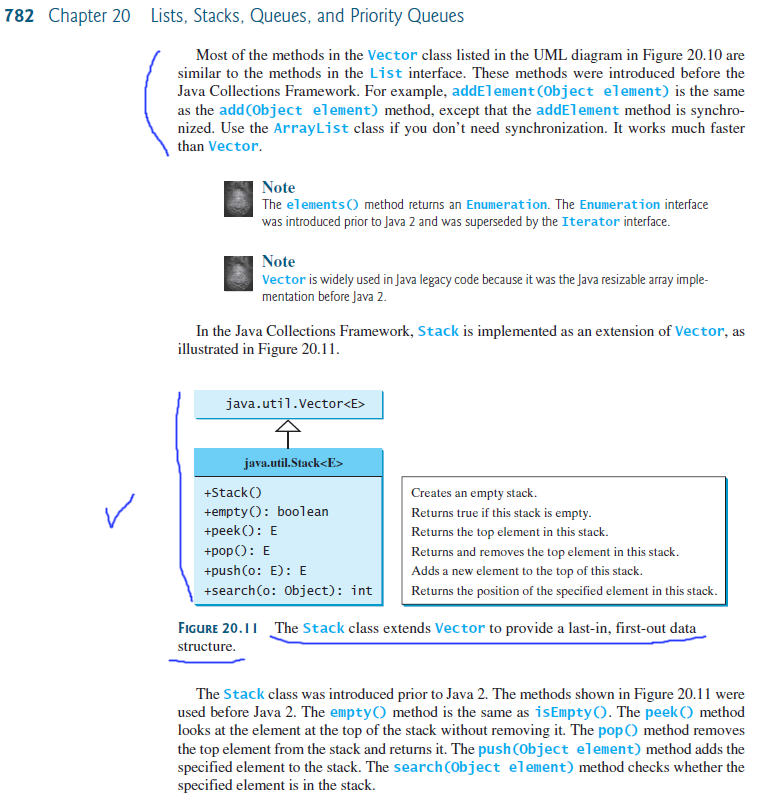 782 Chapter 20 Lists, Stacks, Queues, and Priority Queues
Most of the methods in the Vector class listed in the UML diagram in Figure 20.10 are
similar to the methods in the List interface. These methods were introduced before the
Java Collections Framework. For example, addElement(Object element) is the same
as the add(Object element) method, except that the addElement method is synchro-
nized. Use the ArrayList class if you don’t need synchronization. It works much faster
than Vector.
Note
The elements() method returns an Enumeration. The Enumeration interface
was introduced prior to Java 2 and was superseded by the Iterator interface.
Note
Vector is widely used in Java legacy code because it was the Java resizable array imple-
mentation before Java 2.
In the Java Collections Framework, Stack is implemented as an extension of Vector, as
illustrated in Figure 20.11.
java.util.Vector<E>
java.util.Stack<E>
+Stack()
+empty(): boolean
+peek(): E
+pop(): E
+push(o: E): E
+search(o: Object): int
Creates an empty stack.
Returns true if this stack is empty.
Returns the top element in this stack.
Returns and removes the top element in this stack.
Adds a new element to the top of this stack.
Returns the position of the specified element in this stack.
FIGURE 20.11 The Stack class extends Vector to provide a last-in, first-out data
structure.
The Stack class was introduced prior to Java 2. The methods shown in Figure 20.11 were
used before Java 2. The empty() method is the same as isEmpty(). The peek() method
looks at the element at the top of the stack without removing it. The pop() method removes
the top element from the stack and returns it. The push(Object element) method adds the
specified element to the stack. The search(Object element) method checks whether the
specified element is in the stack.